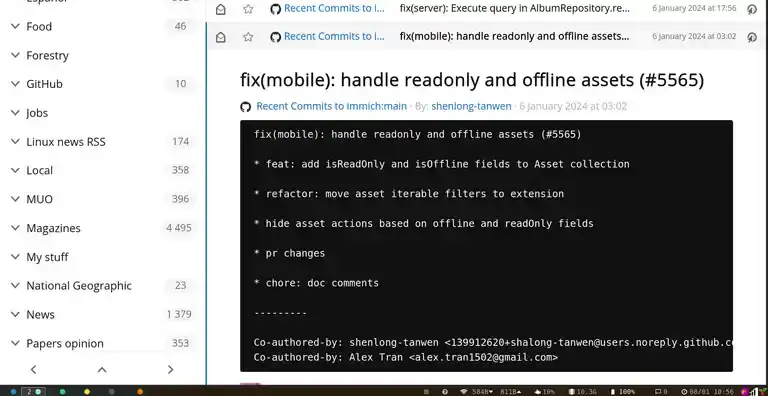 Food 46
Forestry
GitHub 10
Jobs
Linux news RSS 174
Local 358
MUO 396
Magazines 4 495
My stuff
National Geographic 23
News 1 379
Papers opinion 353
Recent Commits to i... fix(server): Execute query in AlbumRepository.re... 6 January 2024 at 17:56
Recent Commits to i... fix(mobile): handle readonly and offline assets... 6 January 2024 at 03:02
fix(mobile): handle readonly and offline assets (#5565)
Recent Commits to immich:main · By: shenlong-tanwen · 6 January 2024 at 03:02
fix(mobile): handle readonly and offline assets (#5565)
* feat: add isReadOnly and isOffline fields to Asset collection
* refactor: move asset iterable filters to extension
* hide asset actions based on offline and readOnly fields
* pr changes
* chore: doc comments
---------
Co-authored-by: shenlong-tanwen <139912620+shalong-tanwen@users.noreply.github.c
Co-authored-by: Alex Tran <alex.tran1502@gmail.com>
2 584B 811B 10% 10.3G 100% 0 08/01 10:56